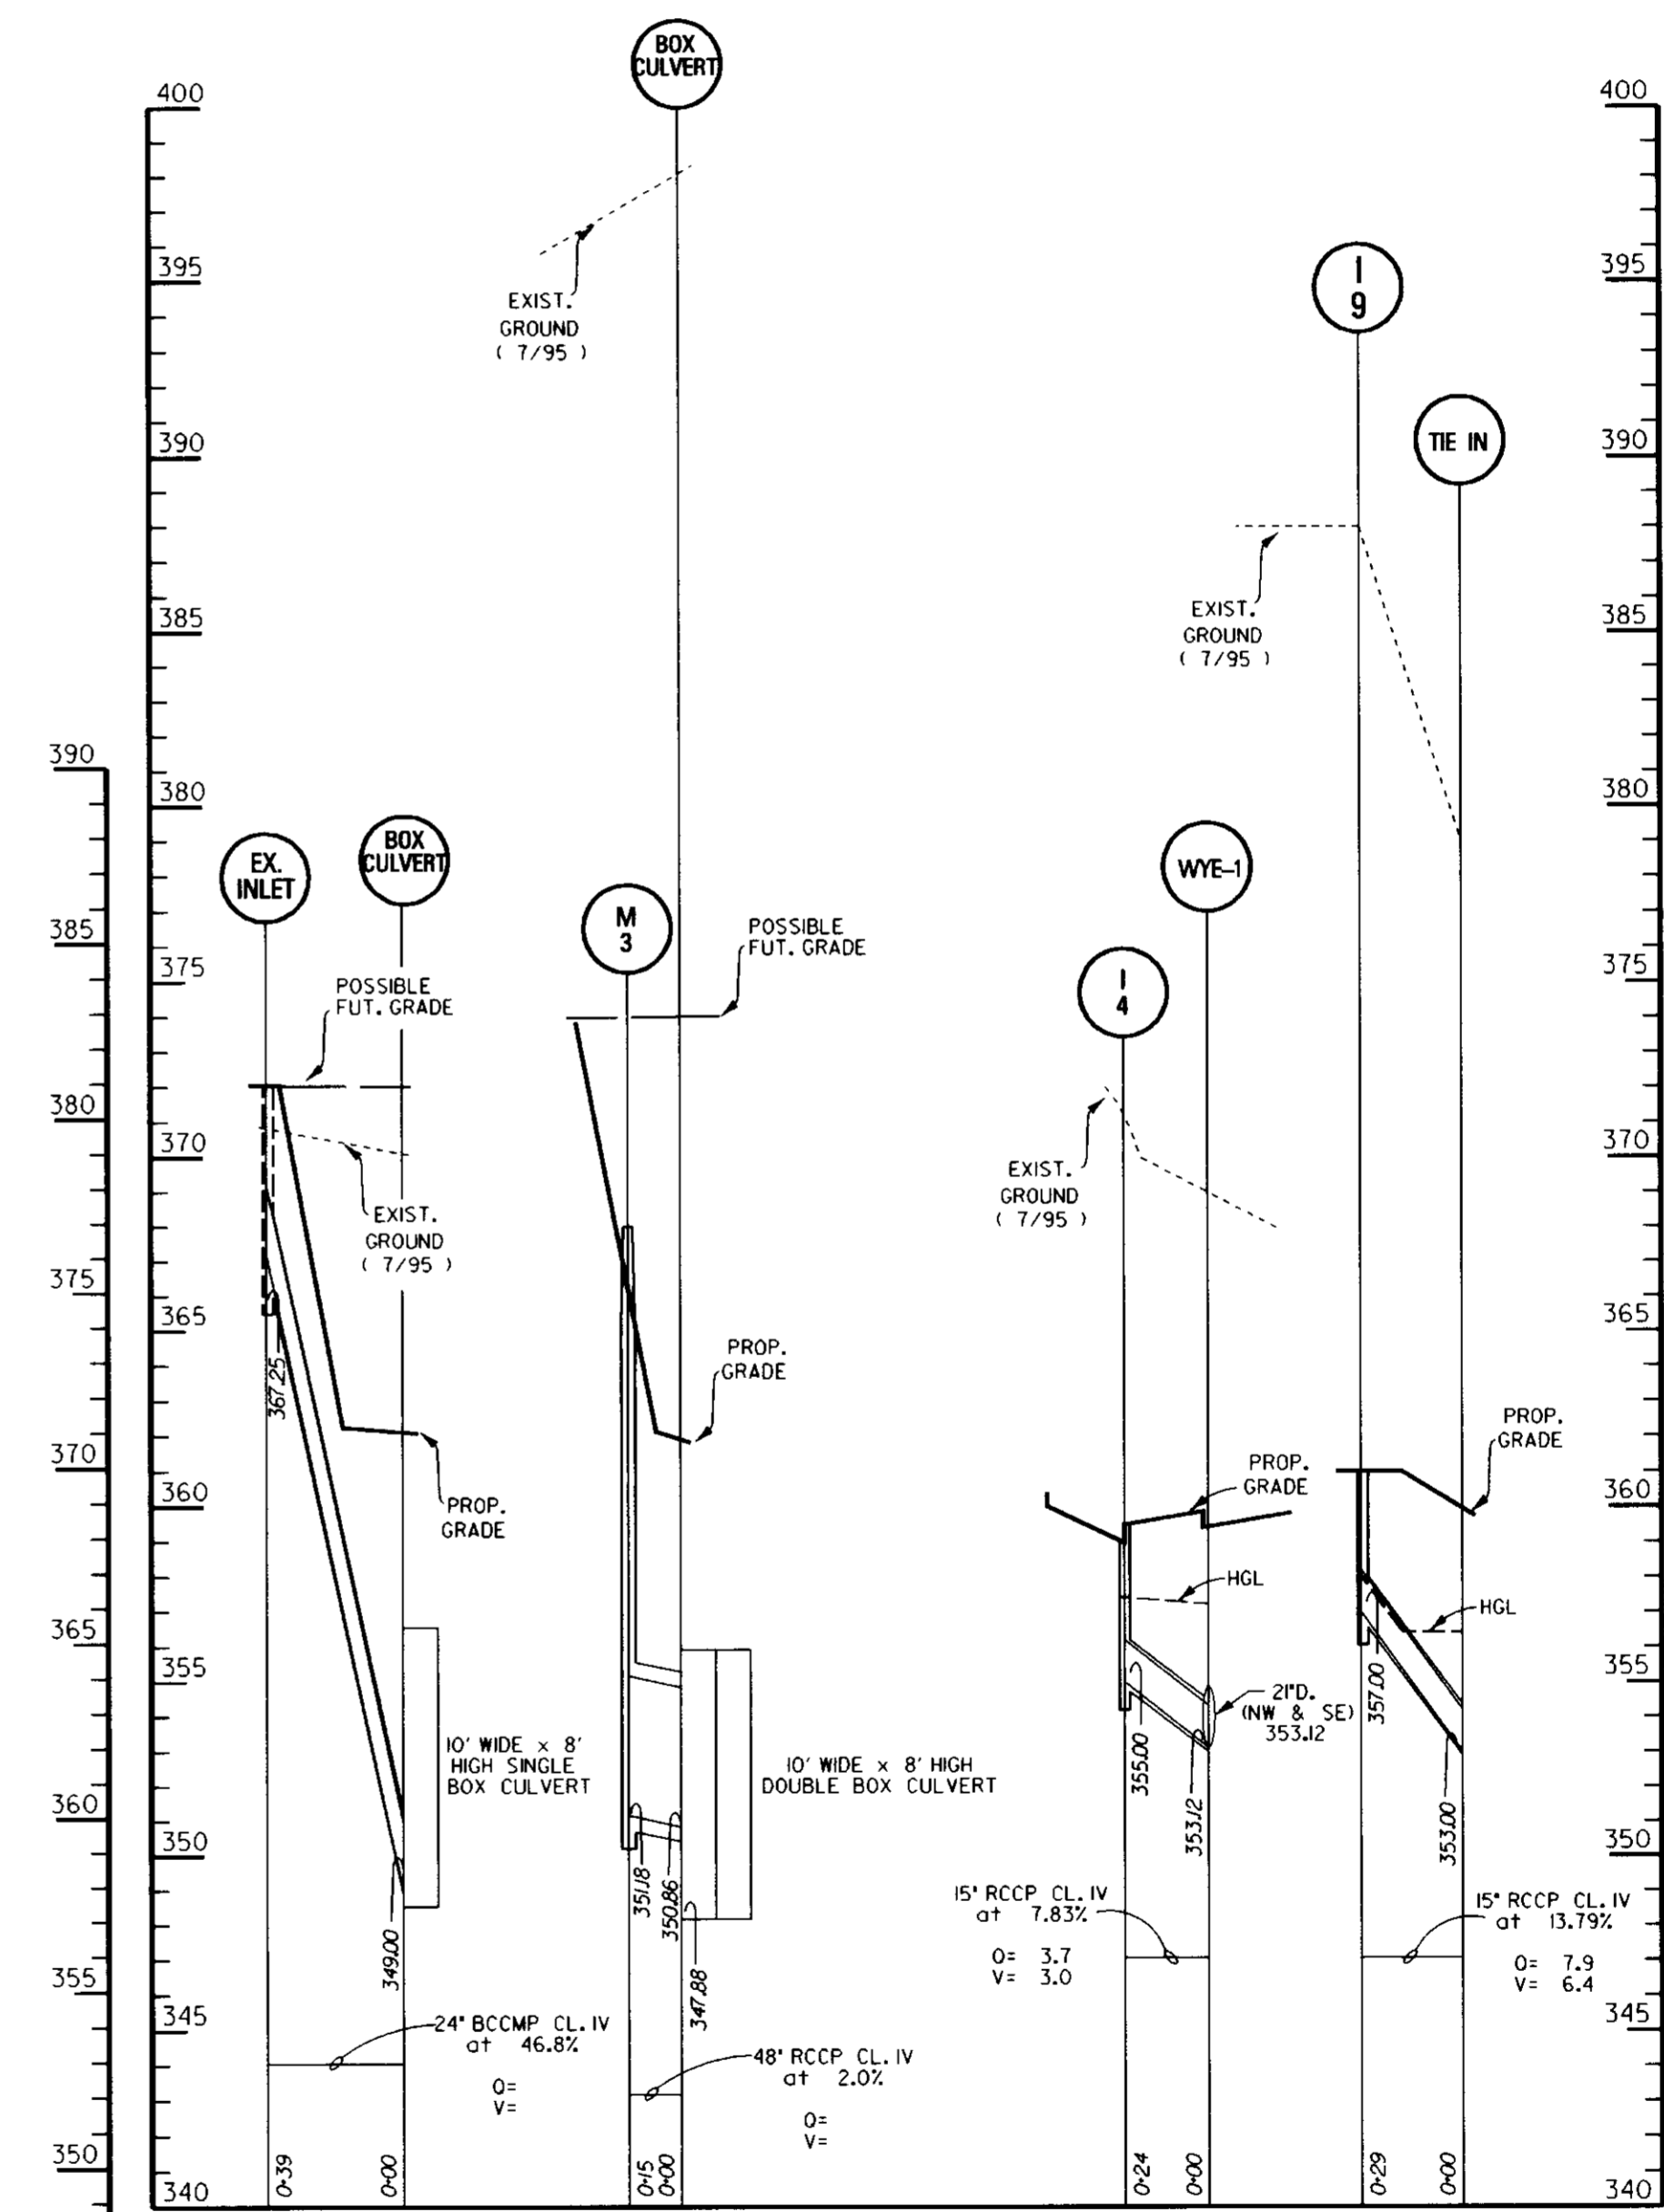 BOX
CULVERT
400
400
395
395
EXIST.
GROUND
( 7/95 )
I
9
390
390
TIE IN
385
385
EXIST.
GROUND
( 7/95 )
390
380
380
EX.
INLET
BOX
CULVERT
WYE-1
385
M
3
POSSIBLE
FUT. GRADE
375
375
POSSIBLE
FUT. GRADE
I
4
380
370
370
EXIST.
GROUND
( 7/95 )
EXIST.
GROUND
( 7/95 )
375
365
365
367.25
PROP.
GRADE
370
360
360
PROP.
GRADE
PROP.
GRADE
PROP.
GRADE
HGL
HGL
365
355
355
357.00
21"D.
(NW & SE)
353.12
355.00
353.12
353.00
10' WIDE x 8'
HIGH SINGLE
BOX CULVERT
10' WIDE x 8' HIGH
DOUBLE BOX CULVERT
360
350
350
351.18
350.86
347.88
349.00
15" RCCP CL. IV
at 7.83%
Q= 3.7
V= 3.0
15" RCCP CL. IV
at 13.79%
Q= 7.9
V= 6.4
355
345
345
24" BCCMP CL. IV
at 46.8%
Q=
V=
48" RCCP CL. IV
at 2.0%
Q=
V=
350
340
340
0+39
0+00
0+15
0+00
0+24
0+00
0+29
0+00